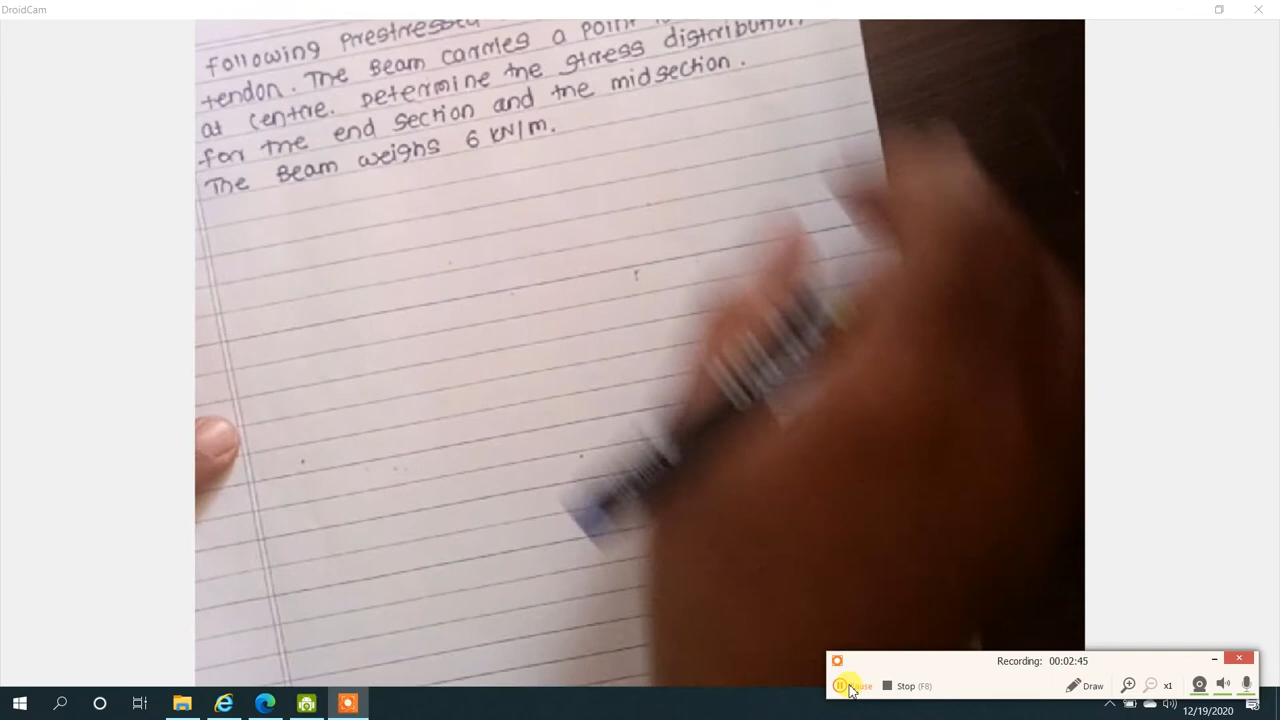 DroidCam
following Prestressed
tendon. The Beam carries a point
at centre. Determine the stress distribution
for the end section and the midsection.
The Beam weighs 6 kN/m.
Recording: 00:02:45
Pause Stop (F8) Draw x1
12/19/2020